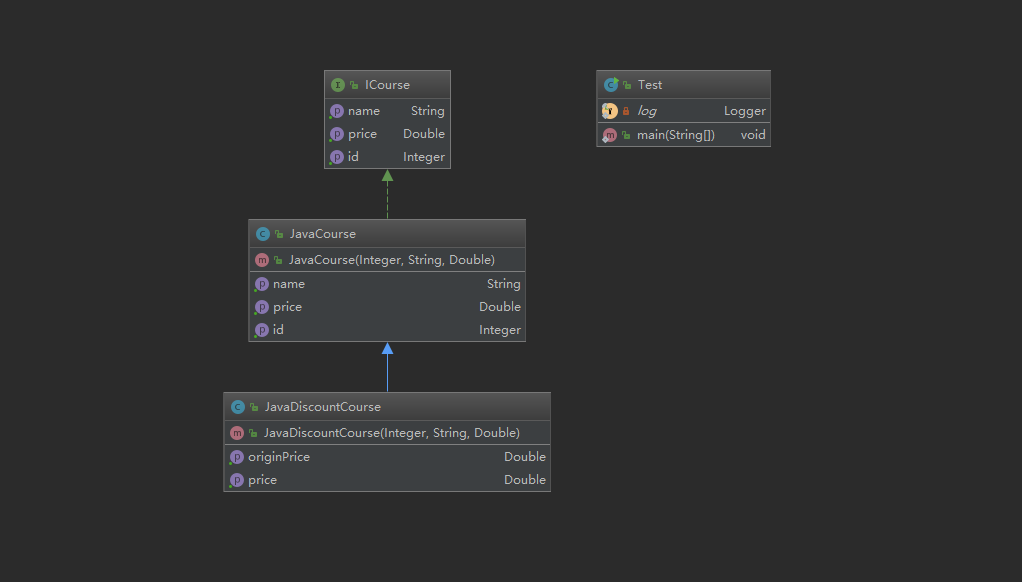 ICourse
name String
price Double
id Integer
Test
log Logger
main(String[]) void
JavaCourse
JavaCourse(Integer, String, Double)
name String
price Double
id Integer
JavaDiscountCourse
JavaDiscountCourse(Integer, String, Double)
originPrice Double
price Double